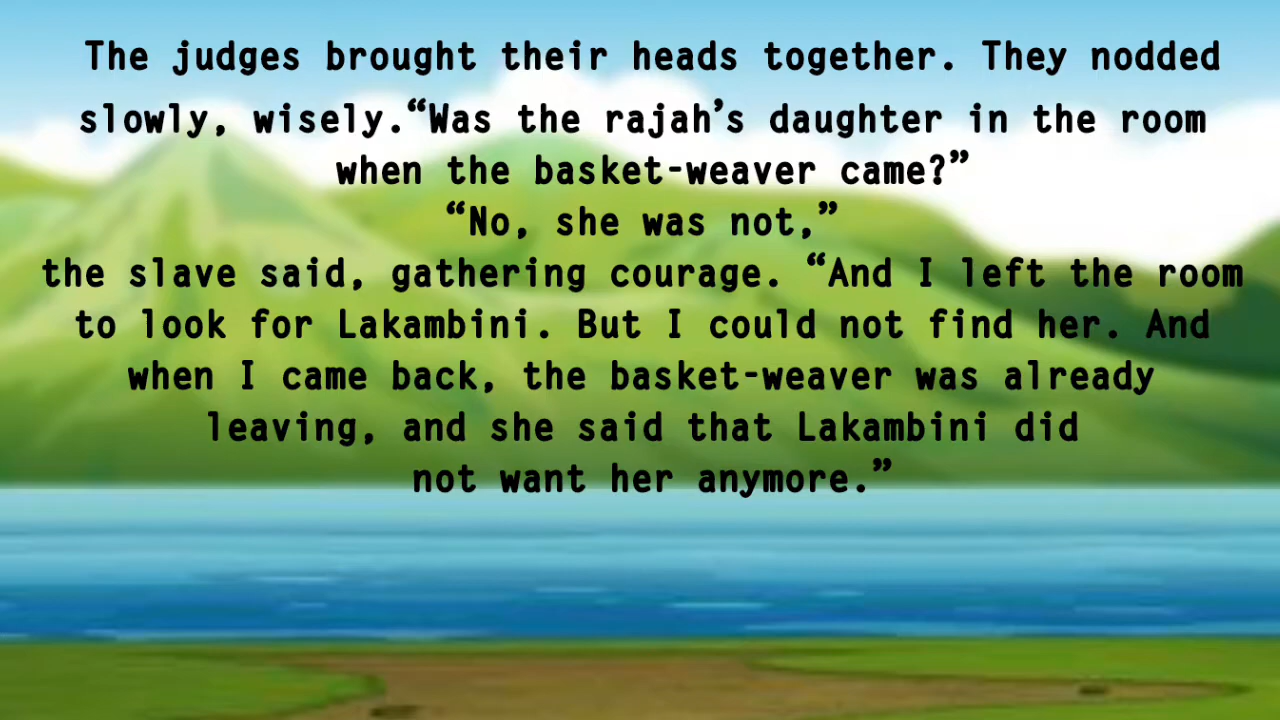 The judges brought their heads together. They nodded
slowly, wisely.“Was the rajah’s daughter in the room
when the basket-weaver came?”
“No, she was not,”
the slave said, gathering courage. “And I left the room
to look for Lakambini. But I could not find her. And
when I came back, the basket-weaver was already
leaving, and she said that Lakambini did
not want her anymore.”